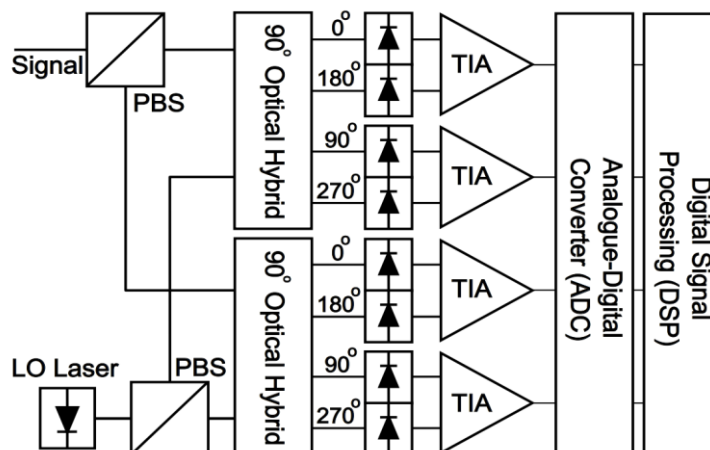 Signal
PBS
90° Optical Hybrid
0°
180°
90°
270°
TIA
TIA
90° Optical Hybrid
0°
180°
90°
270°
TIA
TIA
Analogue-Digital
Converter (ADC)
Digital Signal
Processing (DSP)
LO Laser
PBS